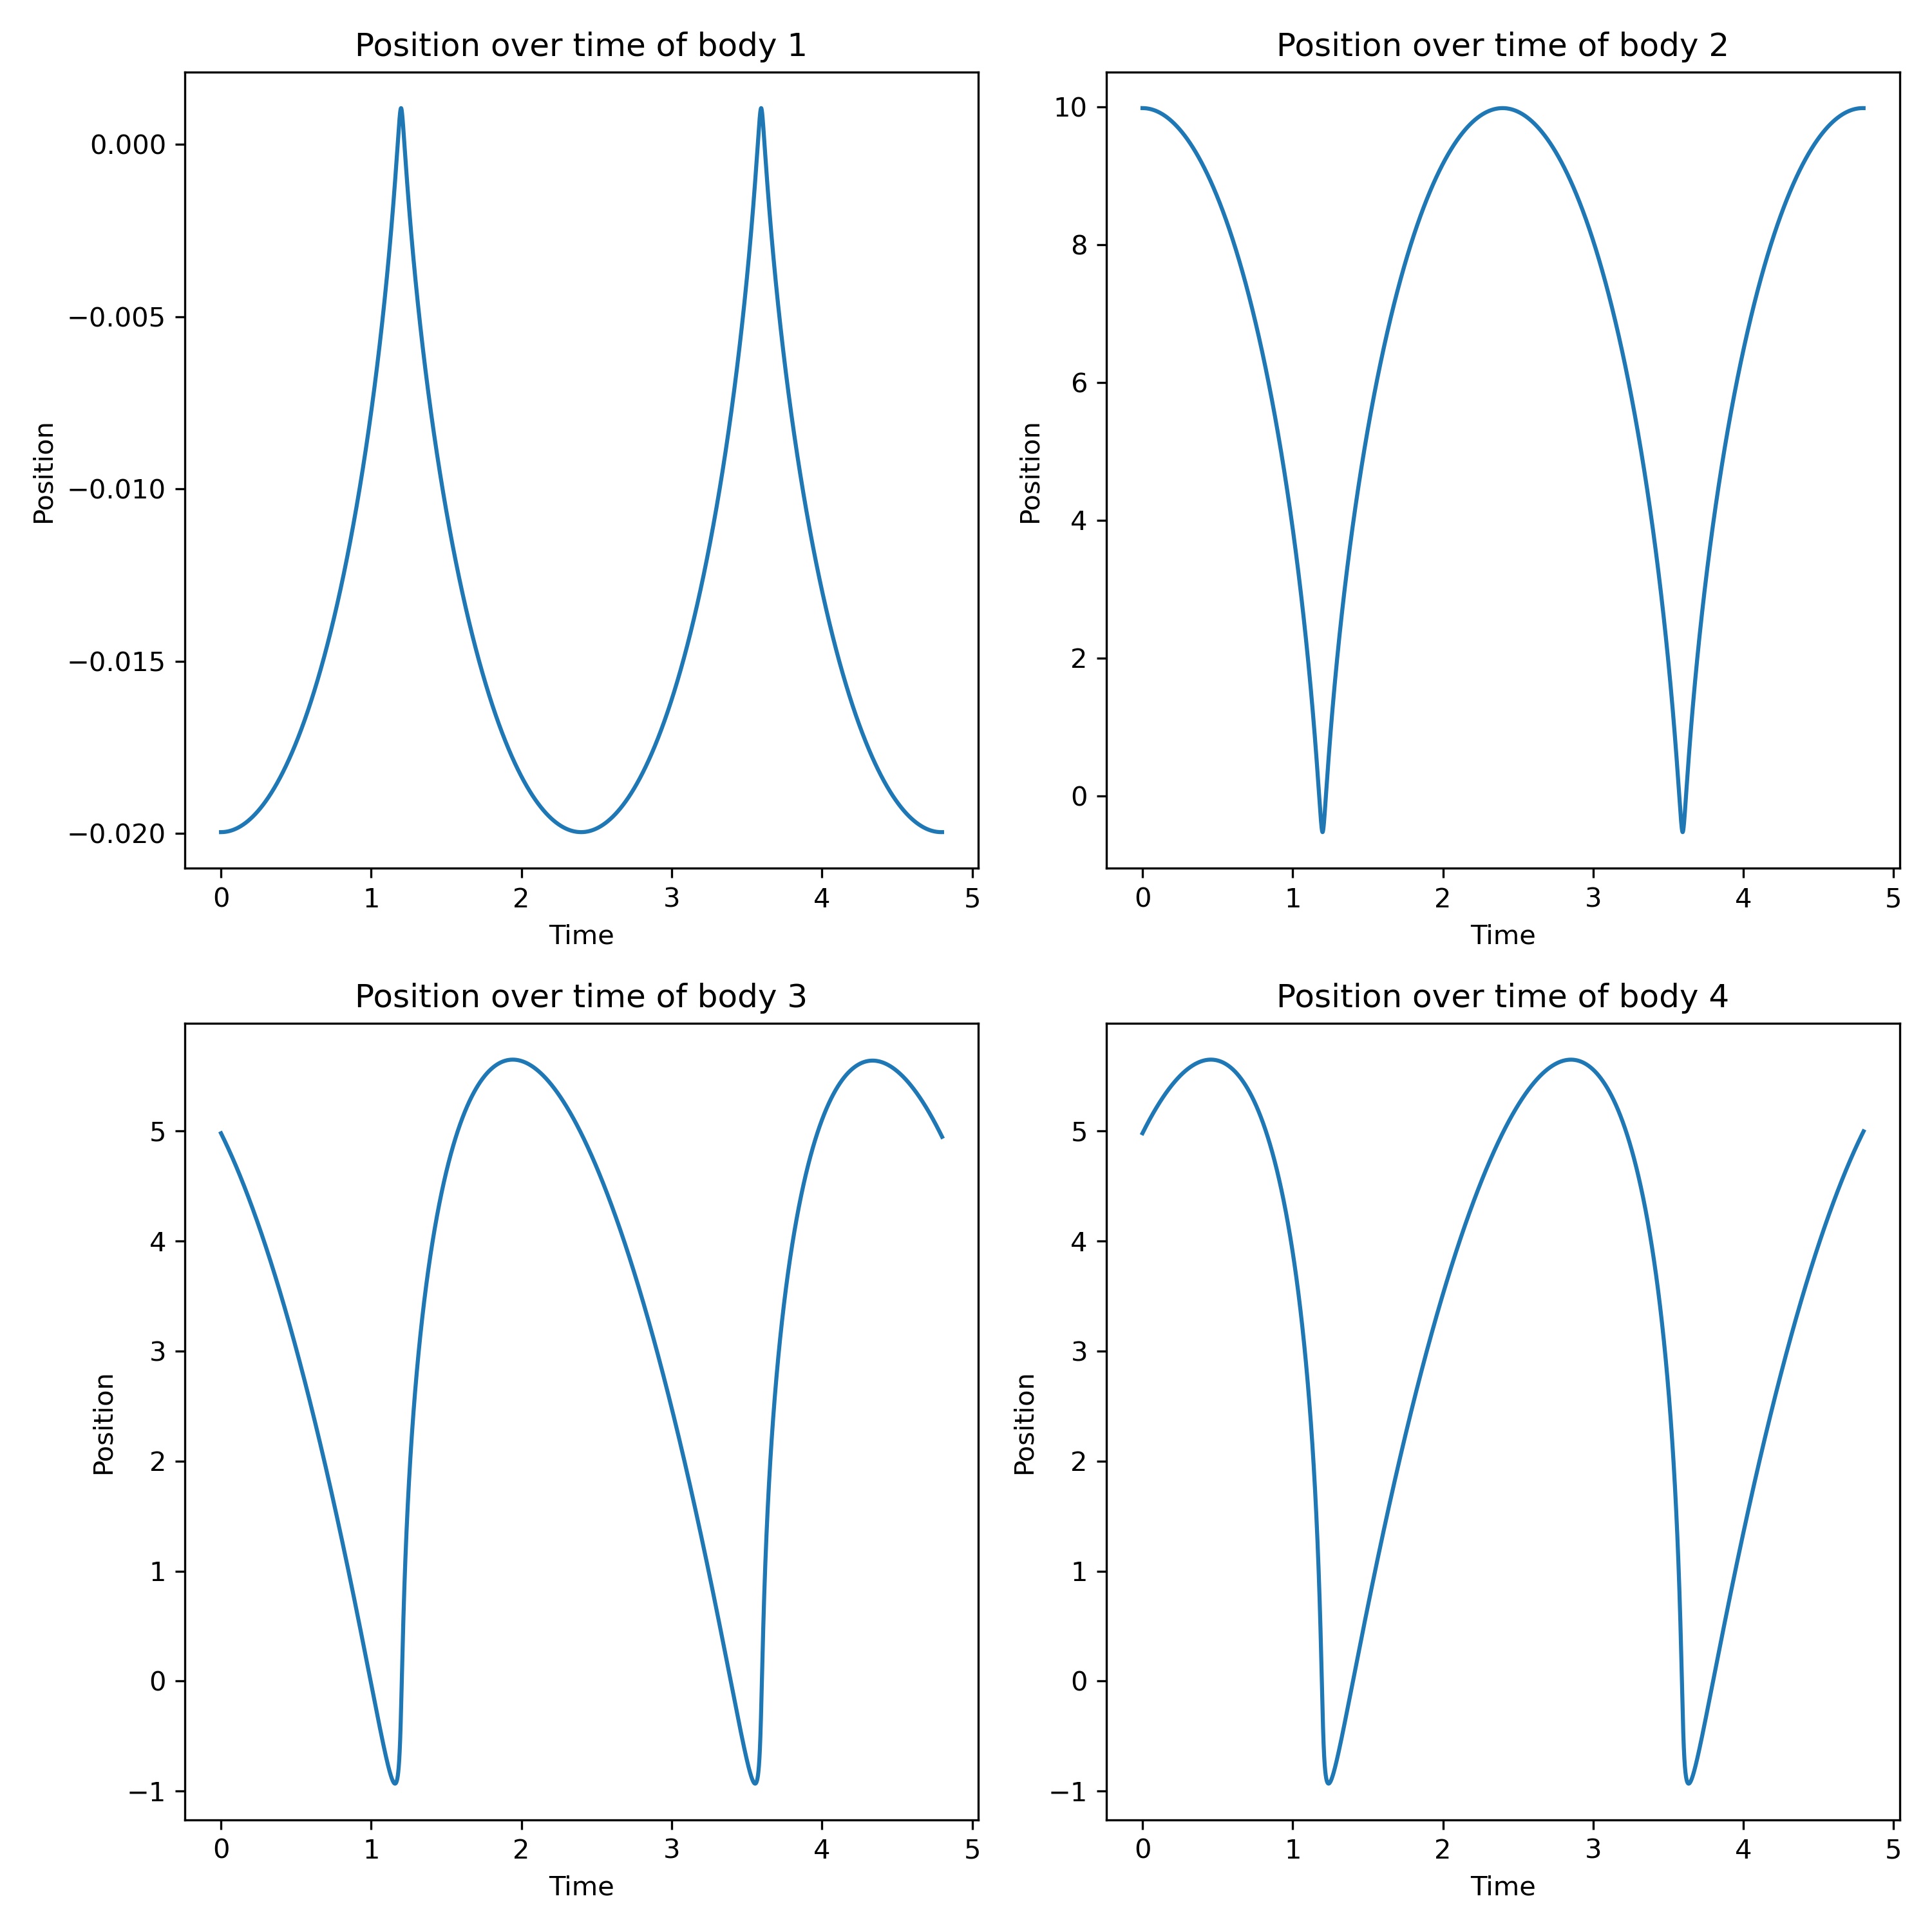 Position over time of body 1
Position
0.000
−0.005
−0.010
−0.015
−0.020
0 1 2 3 4 5
Time
Position over time of body 2
Position
10
8
6
4
2
0
0 1 2 3 4 5
Time
Position over time of body 3
Position
5
4
3
2
1
0
−1
0 1 2 3 4 5
Time
Position over time of body 4
Position
5
4
3
2
1
0
−1
0 1 2 3 4 5
Time